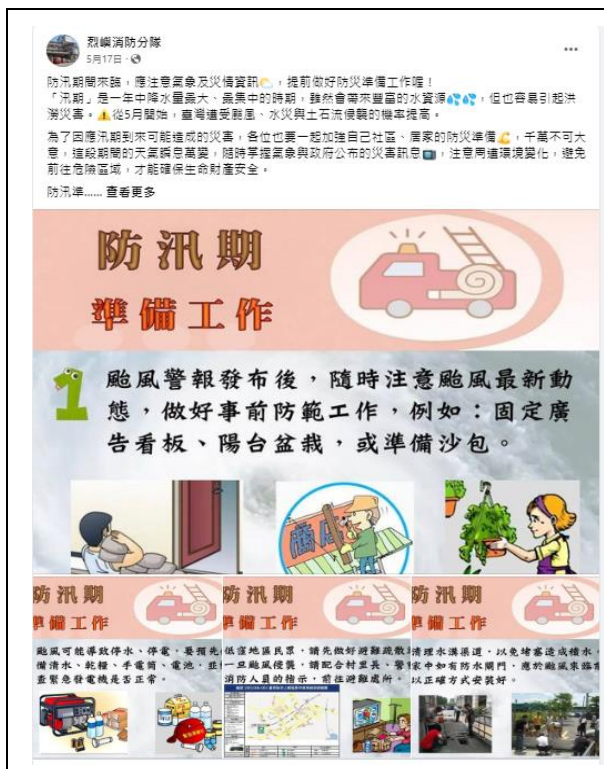 烈嶼消防分隊
5月17日
防汛期間來臨，應注意氣象及災情資訊⛅，提前做好防災準備工作喔！
「汛期」是一年中降水量最大、最集中的時期，雖然會帶來豐富的水資源💦💦，但也容易引起洪
澇災害。⚠️從5月開始，臺灣遭受颱風、水災與土石流侵襲的機率提高。
為了因應汛期到來可能造成的災害，各位也要一起加強自己社區、居家的防災準備💪，千萬不可大
意，這段期間的天氣瞬息萬變，隨時掌握氣象與政府公布的災害訊息📺，注意周遭環境變化，避免
前往危險區域，才能確保生命財產安全。
防汛準...... 查看更多
防汛期
準備工作
1 颱風警報發布後，隨時注意颱風最新動
態，做好事前防範工作，例如：固定廣
告看板、陽台盆栽，或準備沙包。
防汛期
準備工作
颱風可能導致停水、停電，要預先
備清水、乾糧、手電筒、電池，並
查緊急發電機是否正常。
防汛期
準備工作
低窪地區民眾，請先做好避難疏散
一旦颱風侵襲，請配合村里長、警
消防人員的指示，前往避難處所。
防汛期
準備工作
清理水溝渠道，以免堵塞造成積水，
家中如有防水閘門，應於颱風來臨前
以正確方式安裝好。